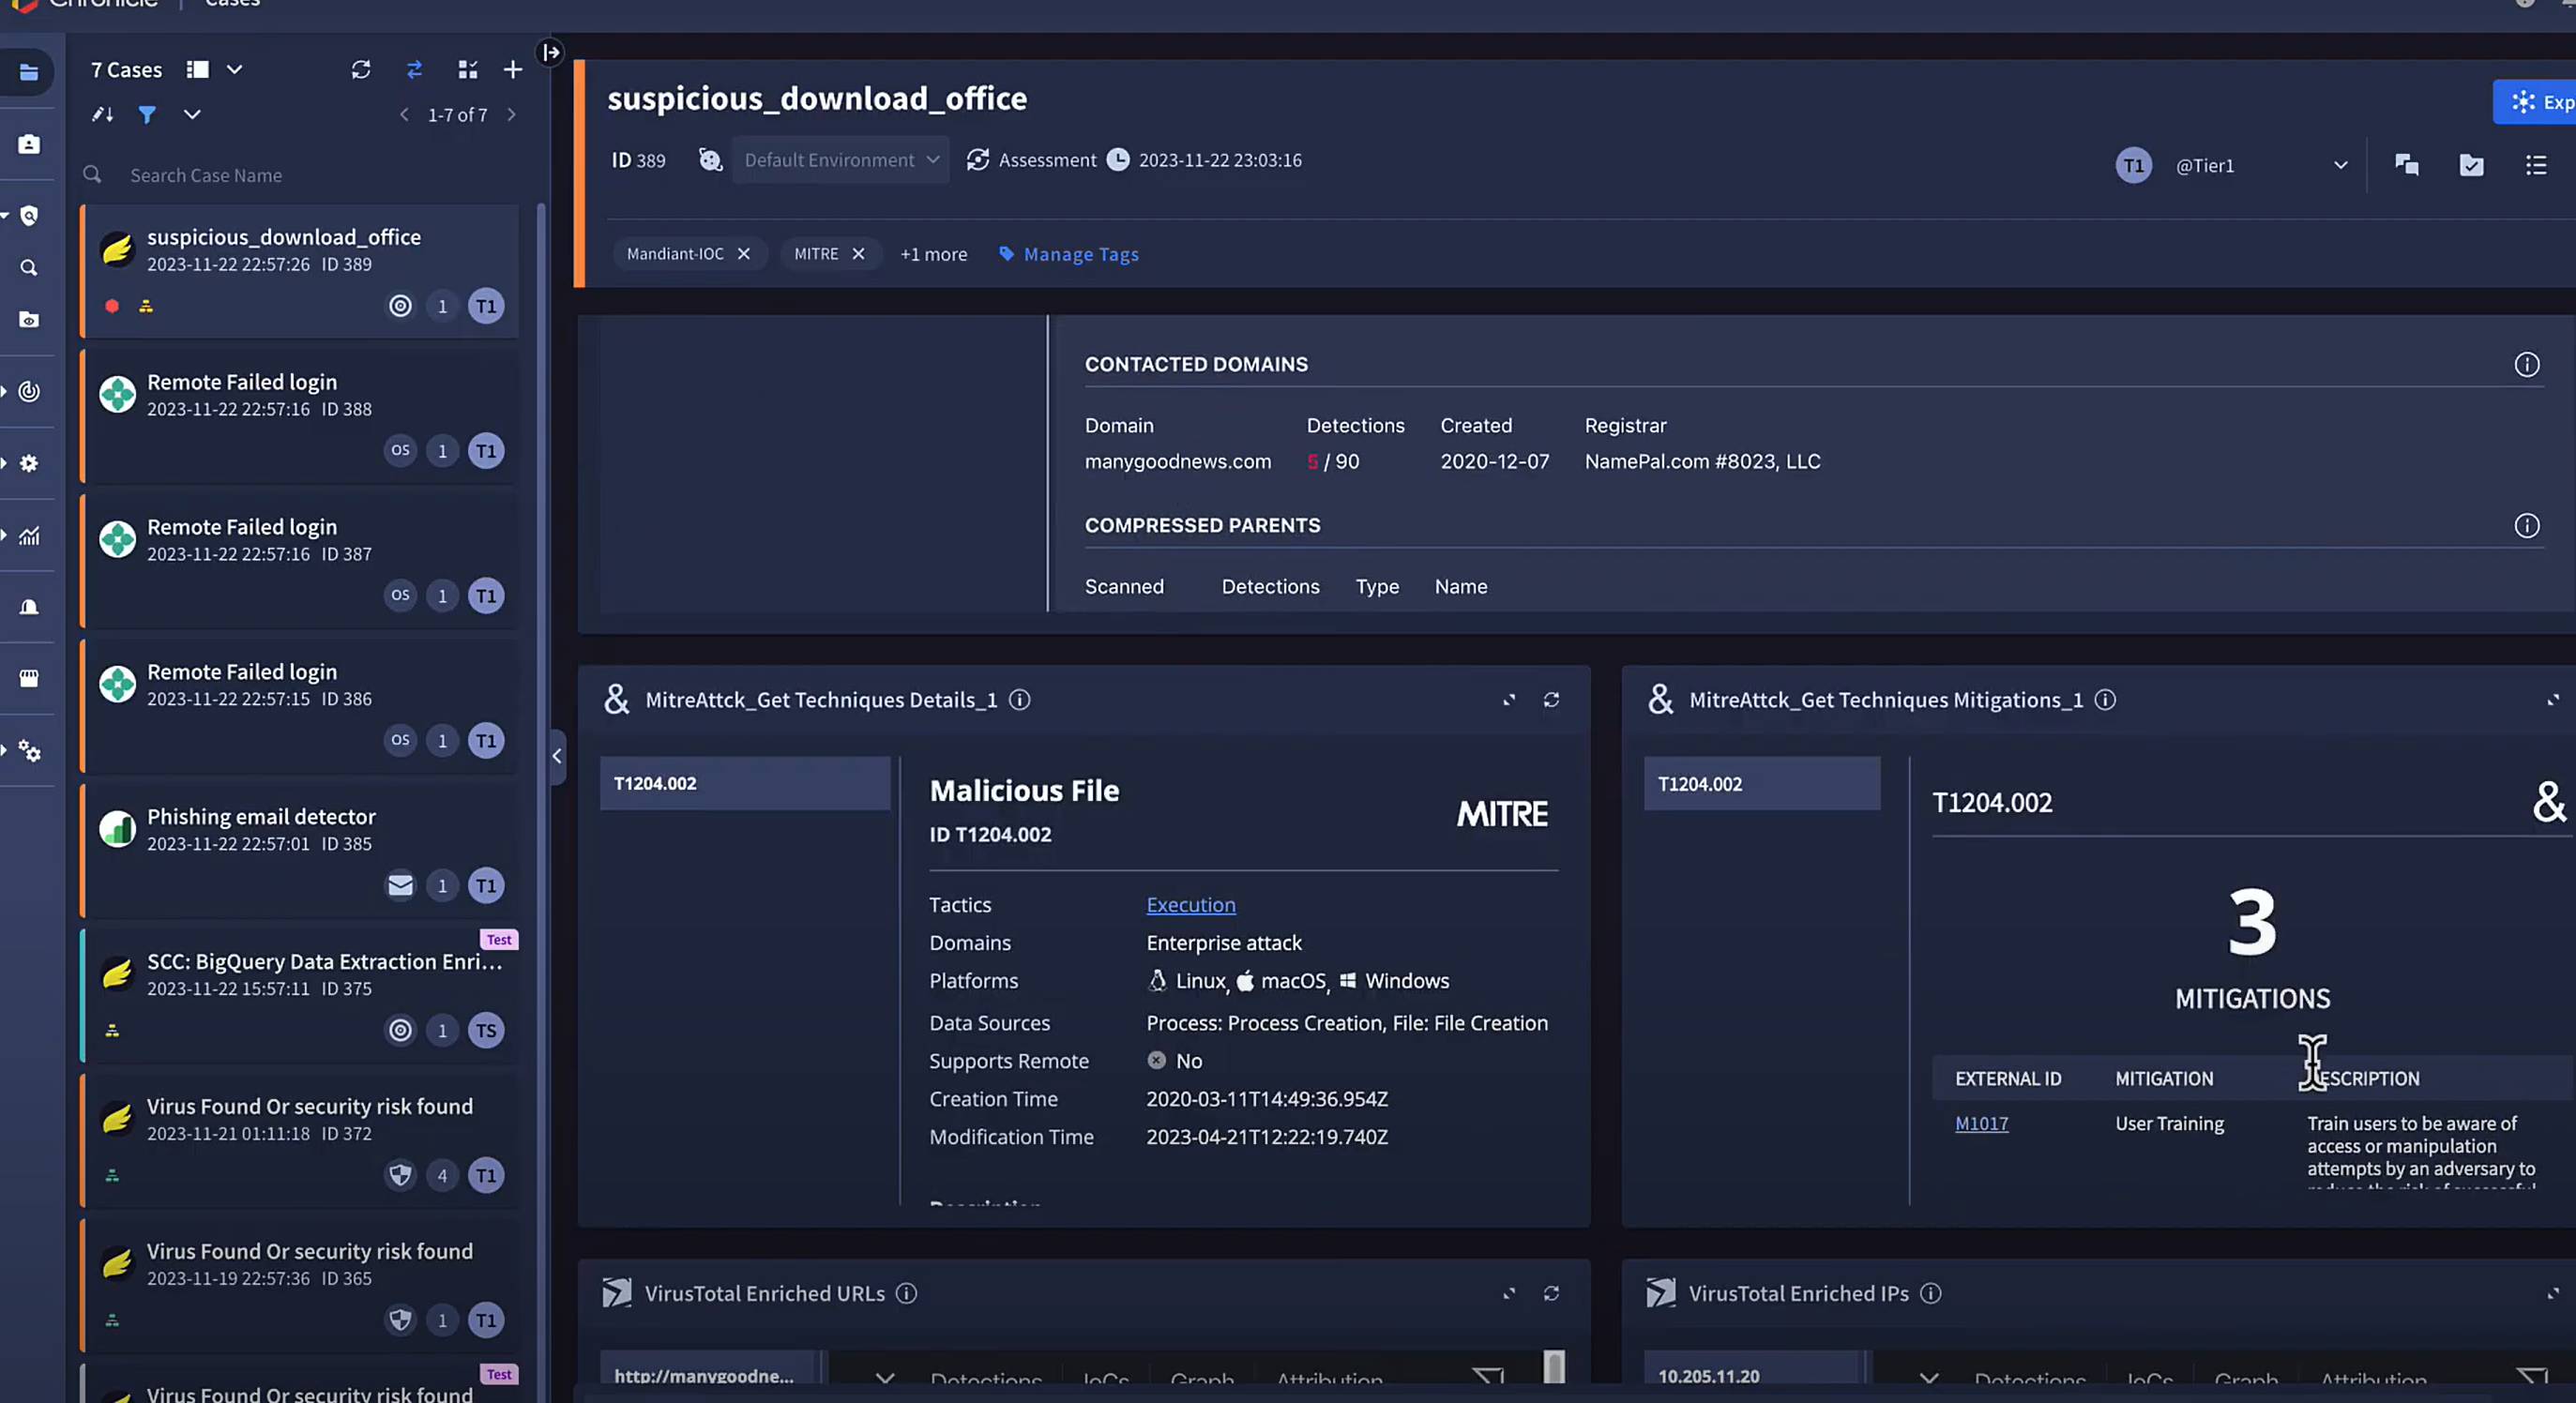 Chronicle | Cases
7 Cases
1-7 of 7
Search Case Name
suspicious_download_office
2023-11-22 22:57:26 ID 389
1 T1
Remote Failed login
2023-11-22 22:57:16 ID 388
OS 1 T1
Remote Failed login
2023-11-22 22:57:16 ID 387
OS 1 T1
Remote Failed login
2023-11-22 22:57:15 ID 386
OS 1 T1
Phishing email detector
2023-11-22 22:57:01 ID 385
1 T1
Test
SCC: BigQuery Data Extraction Enri...
2023-11-22 15:57:11 ID 375
1 TS
Virus Found Or security risk found
2023-11-21 01:11:18 ID 372
4 T1
Virus Found Or security risk found
2023-11-19 22:57:36 ID 365
1 T1
Test
Virus Found Or security risk found
suspicious_download_office
Exp
ID 389 Default Environment Assessment 2023-11-22 23:03:16
T1 @Tier1
Mandiant-IOC MITRE +1 more Manage Tags
CONTACTED DOMAINS
Domain Detections Created Registrar
manygoodnews.com 5 / 90 2020-12-07 NamePal.com #8023, LLC
COMPRESSED PARENTS
Scanned Detections Type Name
& MitreAttck_Get Techniques Details_1
T1204.002
Malicious File
ID T1204.002
MITRE
Tactics Execution
Domains Enterprise attack
Platforms Linux, macOS, Windows
Data Sources Process: Process Creation, File: File Creation
Supports Remote No
Creation Time 2020-03-11T14:49:36.954Z
Modification Time 2023-04-21T12:22:19.740Z
Description
& MitreAttck_Get Techniques Mitigations_1
T1204.002
T1204.002 &
3
MITIGATIONS
EXTERNAL ID MITIGATION ESCRIPTION
M1017 User Training Train users to be aware of
access or manipulation
attempts by an adversary to
reduce the risk of successful
VirusTotal Enriched URLs
http://manygoodne...
Detections IoCs Graph Attribution
VirusTotal Enriched IPs
10.205.11.20
Detections IoCs Graph Attribution